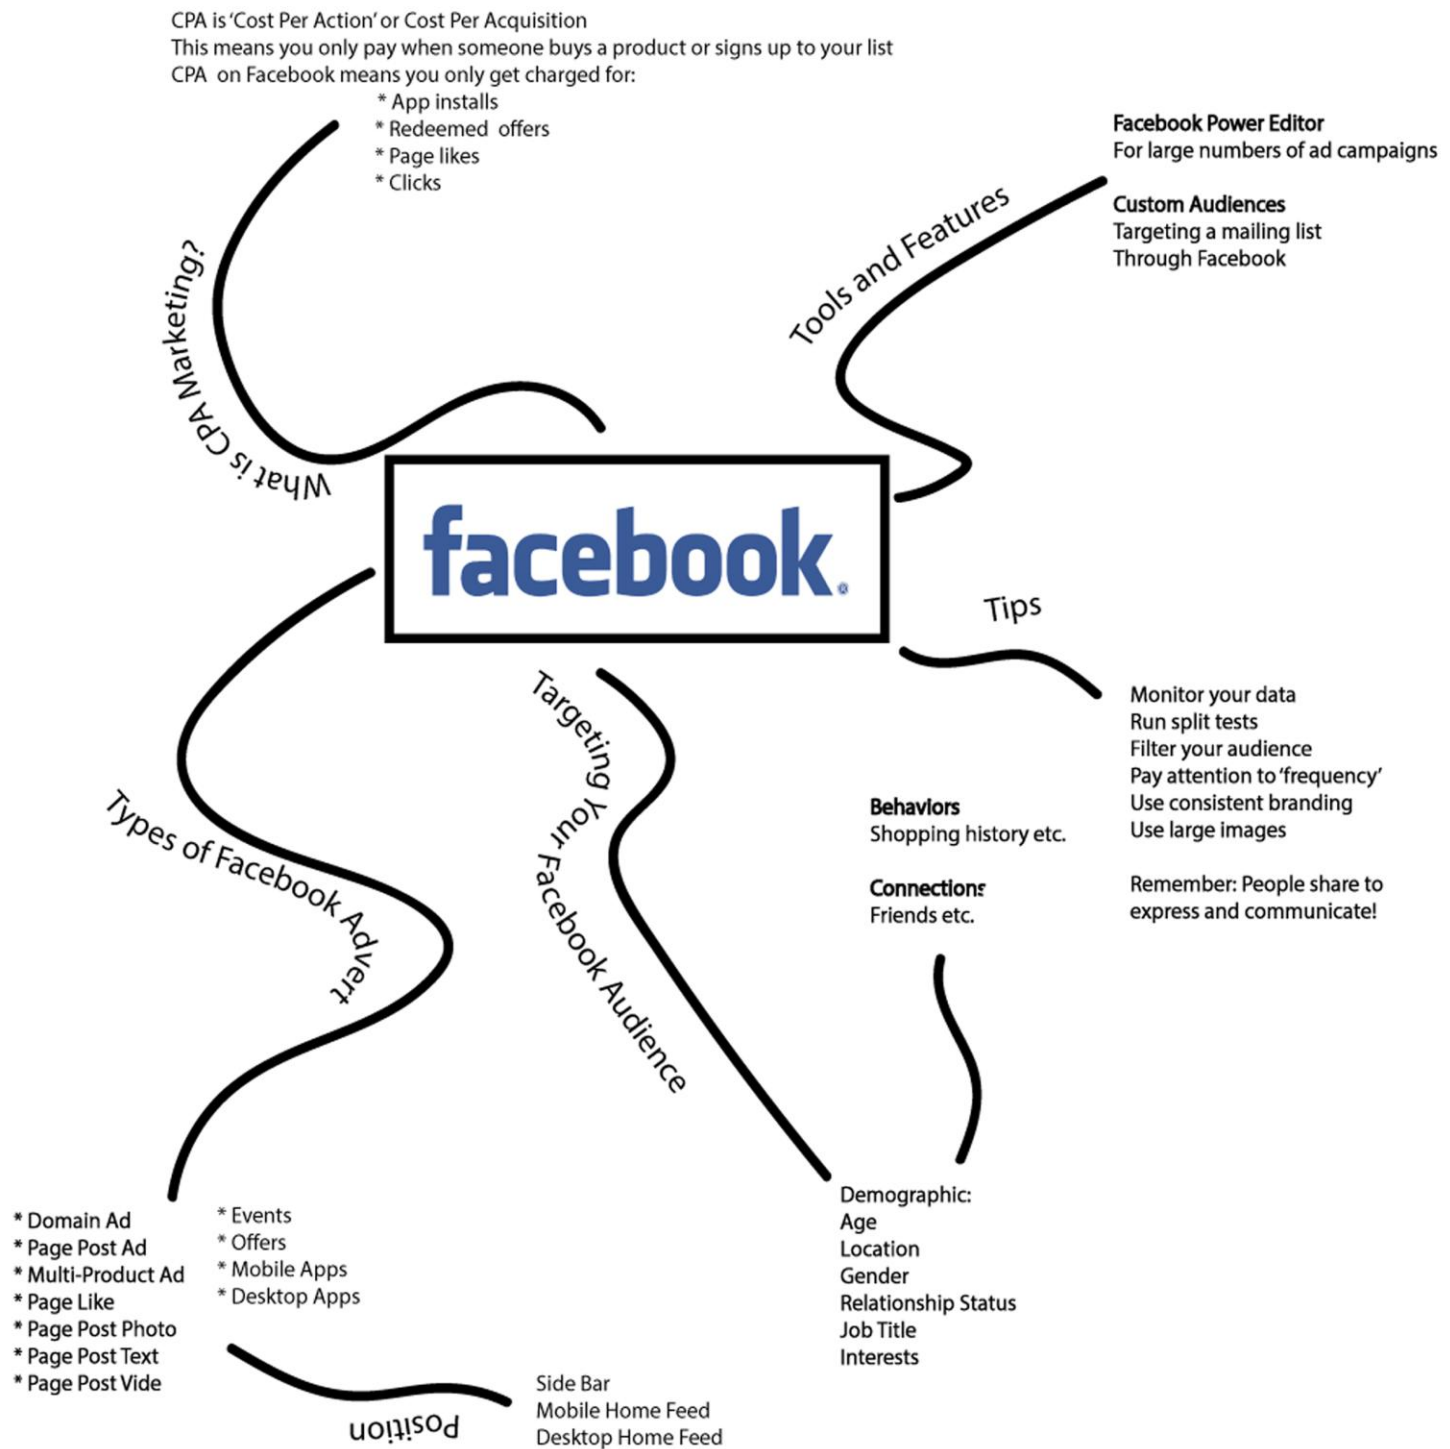 CPA is 'Cost Per Action' or Cost Per Acquisition
This means you only pay when someone buys a product or signs up to your list
CPA on Facebook means you only get charged for:
* App installs
* Redeemed offers
* Page likes
* Clicks
What is CPA Marketing?
Tools and Features
Facebook Power Editor
For large numbers of ad campaigns
Custom Audiences
Targeting a mailing list
Through Facebook
facebook®
Tips
Monitor your data
Run split tests
Filter your audience
Pay attention to 'frequency'
Use consistent branding
Use large images
Remember: People share to
express and communicate!
Targeting Your Facebook Audience
Behaviors
Shopping history etc.
Connections
Friends etc.
Demographic:
Age
Location
Gender
Relationship Status
Job Title
Interests
Types of Facebook Advert
* Domain Ad
* Page Post Ad
* Multi-Product Ad
* Page Like
* Page Post Photo
* Page Post Text
* Page Post Vide
* Events
* Offers
* Mobile Apps
* Desktop Apps
Position
Side Bar
Mobile Home Feed
Desktop Home Feed